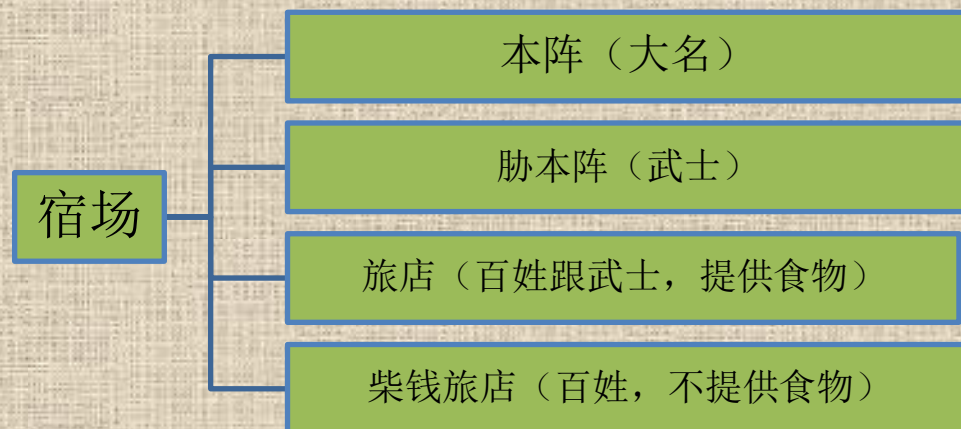 本阵（大名）
胁本阵（武士）
宿场
旅店（百姓跟武士，提供食物）
柴钱旅店（百姓，不提供食物）